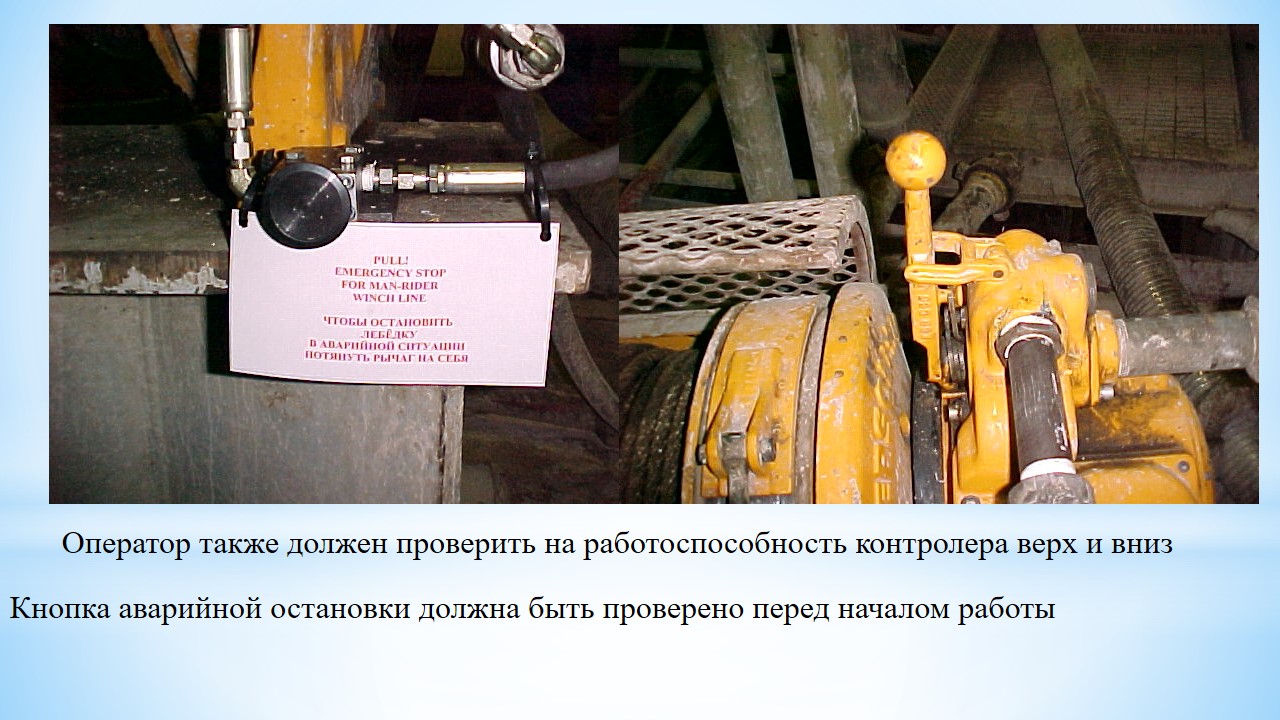 PULL!
EMERGENCY STOP
FOR MAN-RIDER
WINCH LINE
ЧТОБЫ ОСТАНОВИТЬ
ЛЕБЁДКУ
В АВАРИЙНОЙ СИТУАЦИИ
ПОТЯНУТЬ РЫЧАГ НА СЕБЯ
Оператор также должен проверить на работоспособность контролера верх и вниз
Кнопка аварийной остановки должна быть проверено перед началом работы